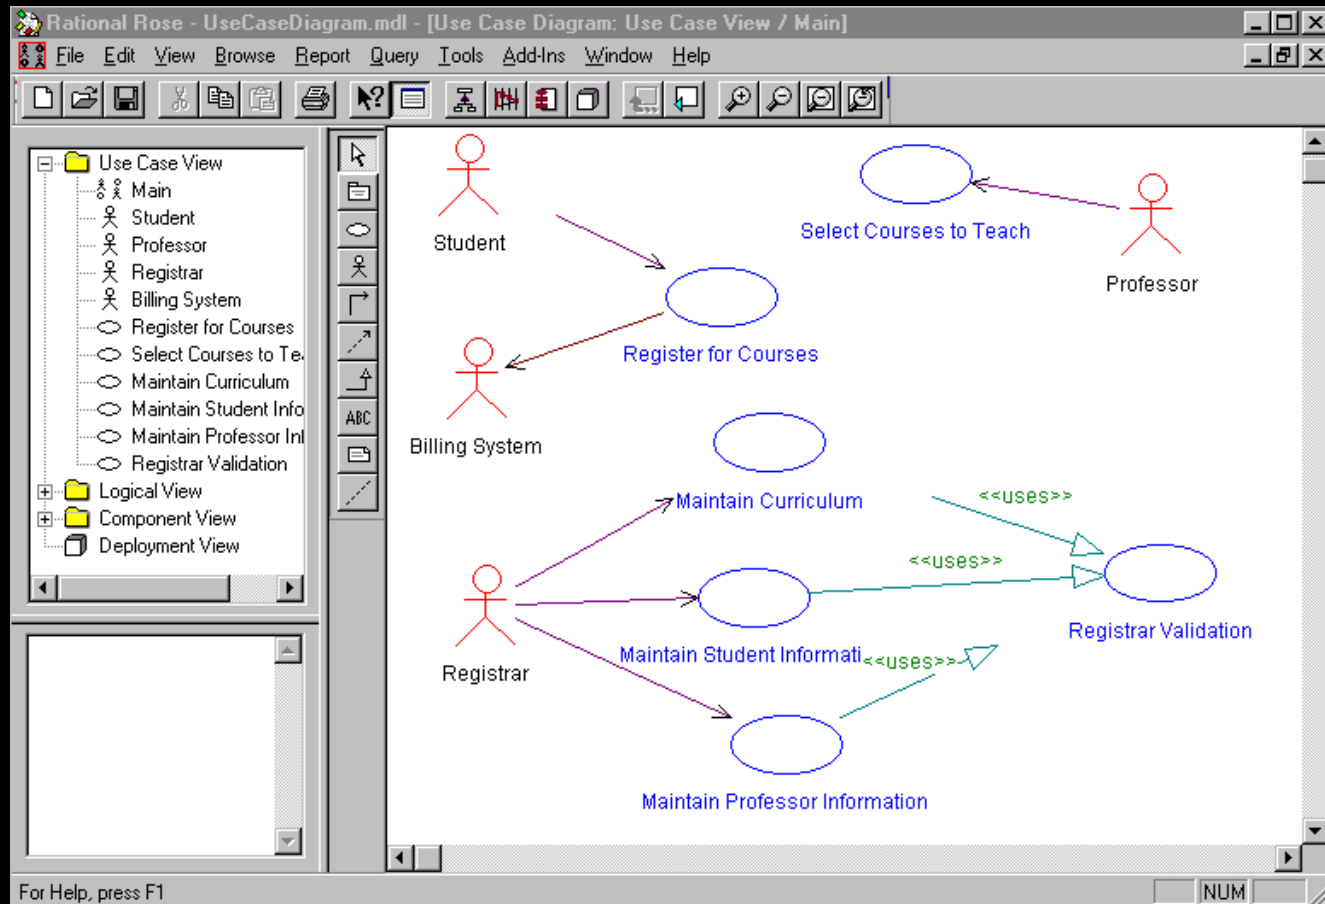 Rational Rose - UseCaseDiagram.mdl - [Use Case Diagram: Use Case View / Main]
File Edit View Browse Report Query Tools Add-Ins Window Help
Use Case View
Main
Student
Professor
Registrar
Billing System
Register for Courses
Select Courses to Te
Maintain Curriculum
Maintain Student Info
Maintain Professor Inf
Registrar Validation
Logical View
Component View
Deployment View
ABC
Student
Select Courses to Teach
Professor
Register for Courses
Billing System
Maintain Curriculum
<<uses>>
<<uses>>
Registrar Validation
Maintain Student Informati
<<uses>>
Registrar
Maintain Professor Information
For Help, press F1
NUM